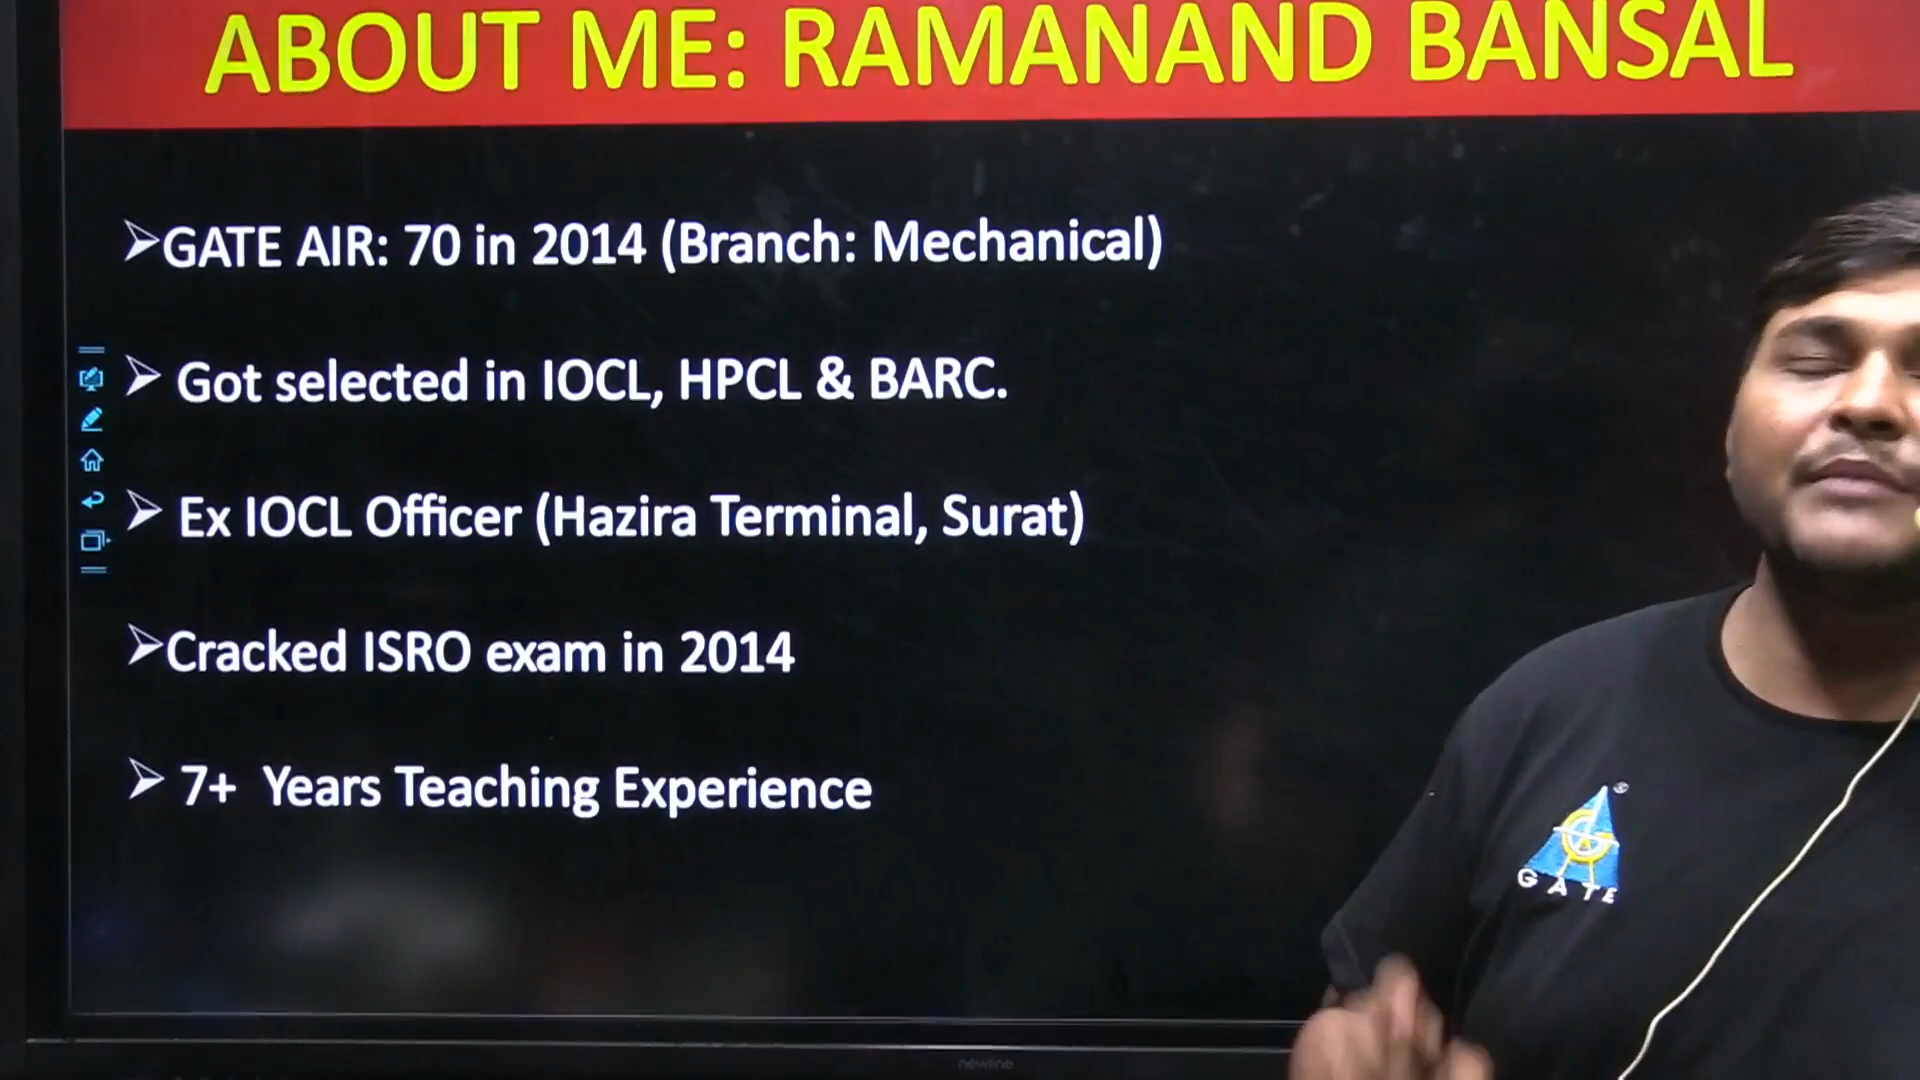 ABOUT ME: RAMANAND BANSAL
➢GATE AIR: 70 in 2014 (Branch: Mechanical)
➢ Got selected in IOCL, HPCL & BARC.
➢ Ex IOCL Officer (Hazira Terminal, Surat)
➢Cracked ISRO exam in 2014
➢ 7+ Years Teaching Experience
GATE
newline